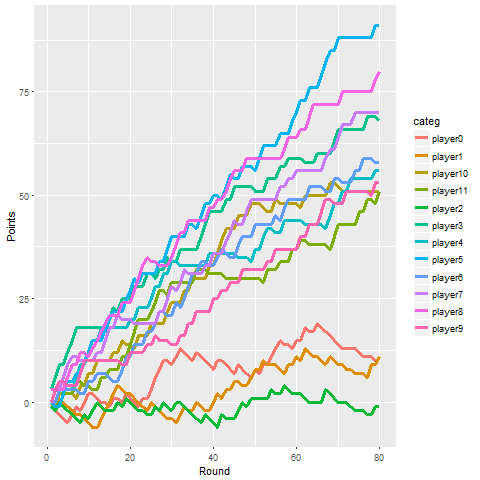 Points
75
50
25
0
0
20
40
60
80
Round
categ
player0
player1
player10
player11
player2
player3
player4
player5
player6
player7
player8
player9